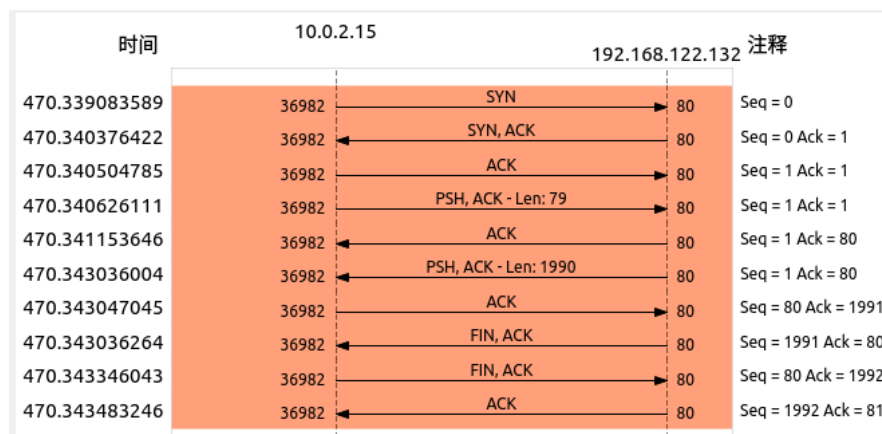 时间 10.0.2.15 192.168.122.132 注释
470.339083589 36982 SYN 80 Seq = 0
470.340376422 36982 SYN, ACK 80 Seq = 0 Ack = 1
470.340504785 36982 ACK 80 Seq = 1 Ack = 1
470.340626111 36982 PSH, ACK - Len: 79 80 Seq = 1 Ack = 1
470.341153646 36982 ACK 80 Seq = 1 Ack = 80
470.343036004 36982 PSH, ACK - Len: 1990 80 Seq = 1 Ack = 80
470.343047045 36982 ACK 80 Seq = 80 Ack = 1991
470.343036264 36982 FIN, ACK 80 Seq = 1991 Ack = 80
470.343346043 36982 FIN, ACK 80 Seq = 80 Ack = 1992
470.343483246 36982 ACK 80 Seq = 1992 Ack = 81